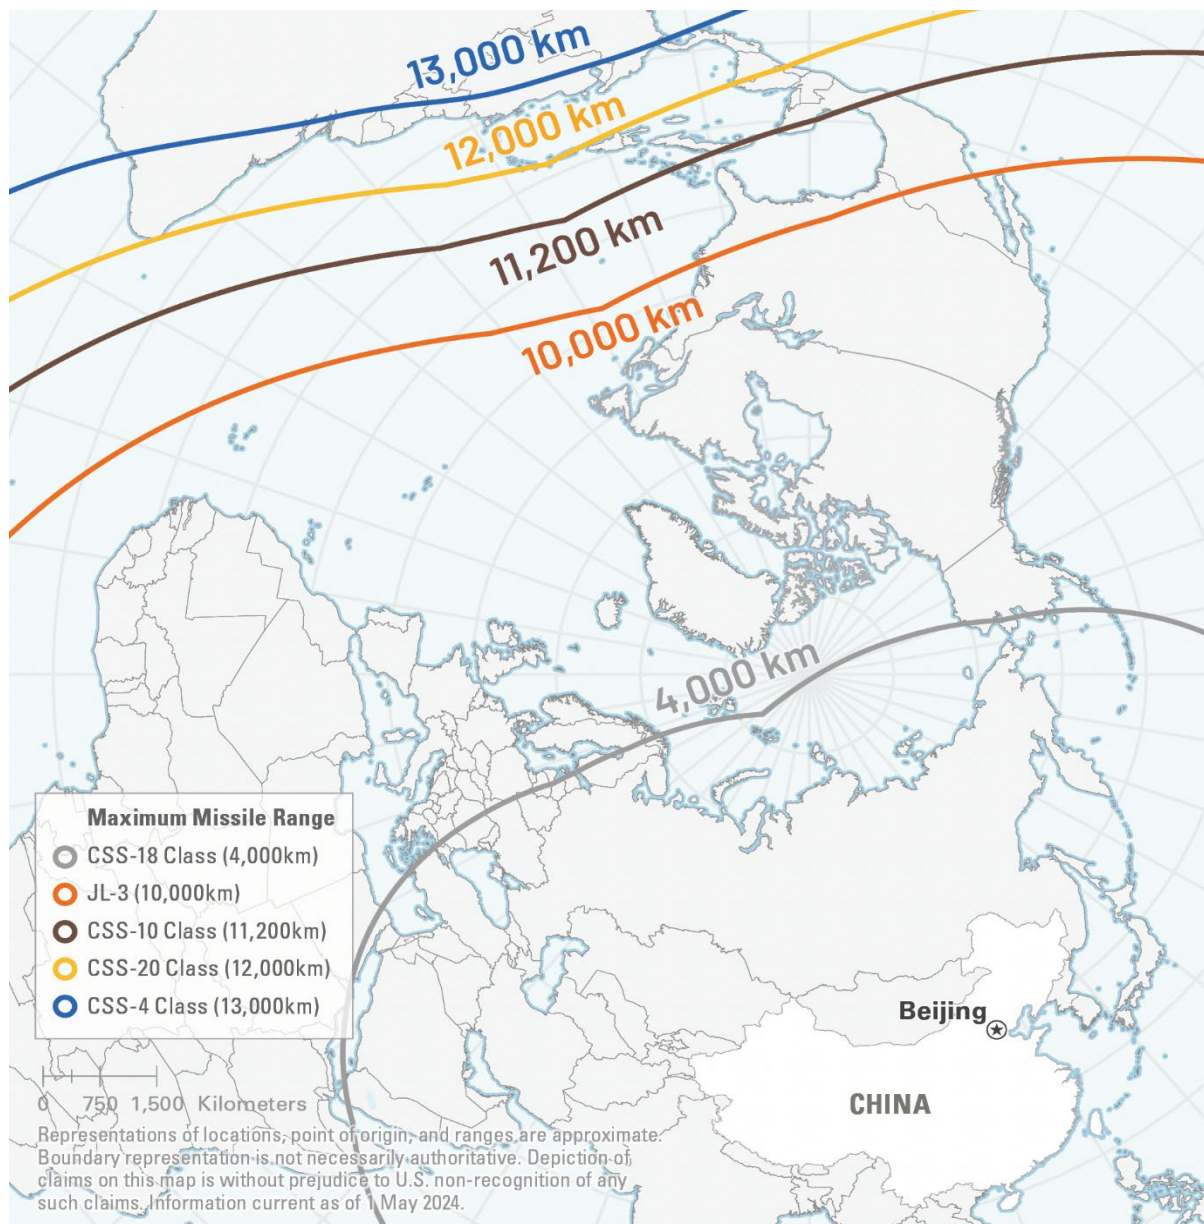 13,000 km
12,000 km
11,200 km
10,000 km
4,000 km
Maximum Missile Range
CSS-18 Class (4,000km)
JL-3 (10,000km)
CSS-10 Class (11,200km)
CSS-20 Class (12,000km)
CSS-4 Class (13,000km)
Beijing
CHINA
0 750 1,500 Kilometers
Representations of locations, point of origin, and ranges are approximate.
Boundary representation is not necessarily authoritative. Depiction of
claims on this map is without prejudice to U.S. non-recognition of any
such claims. Information current as of 1 May 2024.